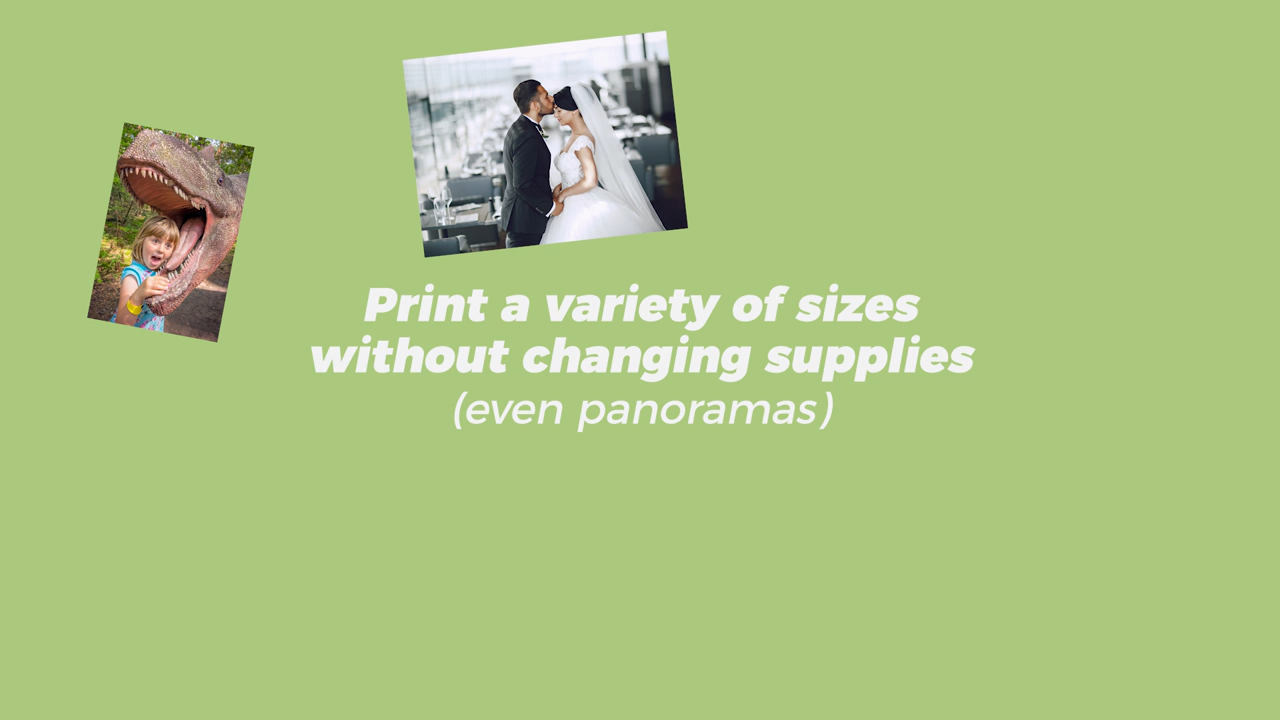 Print a variety of sizes
without changing supplies
(even panoramas)